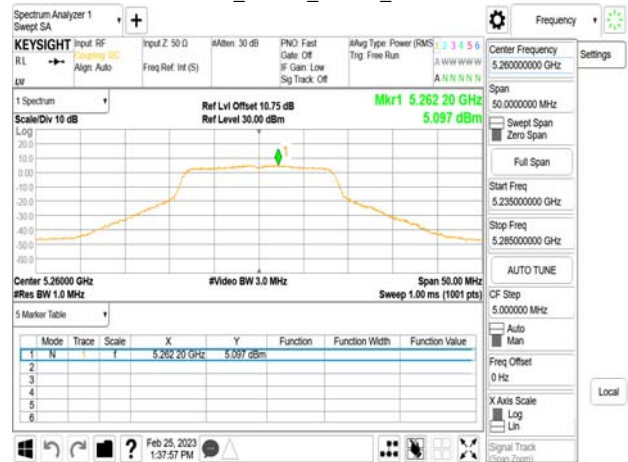 Spectrum Analyzer 1
Swept SA
Frequency
KEYSIGHT
Input: RF
Coupling: DC
Align: Auto
Input Z: 50 Ω
Freq Ref: Int (S)
#Atten: 30 dB
PNO: Fast
Gate: Off
IF Gain: Low
Sig Track: Off
#Avg Type: Power (RMS
Trig: Free Run
1 2 3 4 5 6
A W W W W W
A N N N N N
RL
1 Spectrum
Scale/Div 10 dB
Log
Ref Lvl Offset 10.75 dB
Ref Level 30.00 dBm
Mkr1 5.262 20 GHz
5.097 dBm
1
20.0
10.0
0.00
-10.0
-20.0
-30.0
-40.0
-50.0
-60.0
Center 5.26000 GHz
#Res BW 1.0 MHz
#Video BW 3.0 MHz
Span 50.00 MHz
Sweep 1.00 ms (1001 pts)
5 Marker Table
Mode Trace Scale X Y Function Function Width Function Value
1 N 1 f 5.262 20 GHz 5.097 dBm
2
3
4
5
6
Feb 25, 2023
1:37:57 PM
Center Frequency
5.260000000 GHz
Settings
Span
50.0000000 MHz
Swept Span
Zero Span
Full Span
Start Freq
5.235000000 GHz
Stop Freq
5.285000000 GHz
AUTO TUNE
CF Step
5.000000 MHz
Auto
Man
Freq Offset
0 Hz
X Axis Scale
Log
Lin
Local
Signal Track
(Span Zoom)